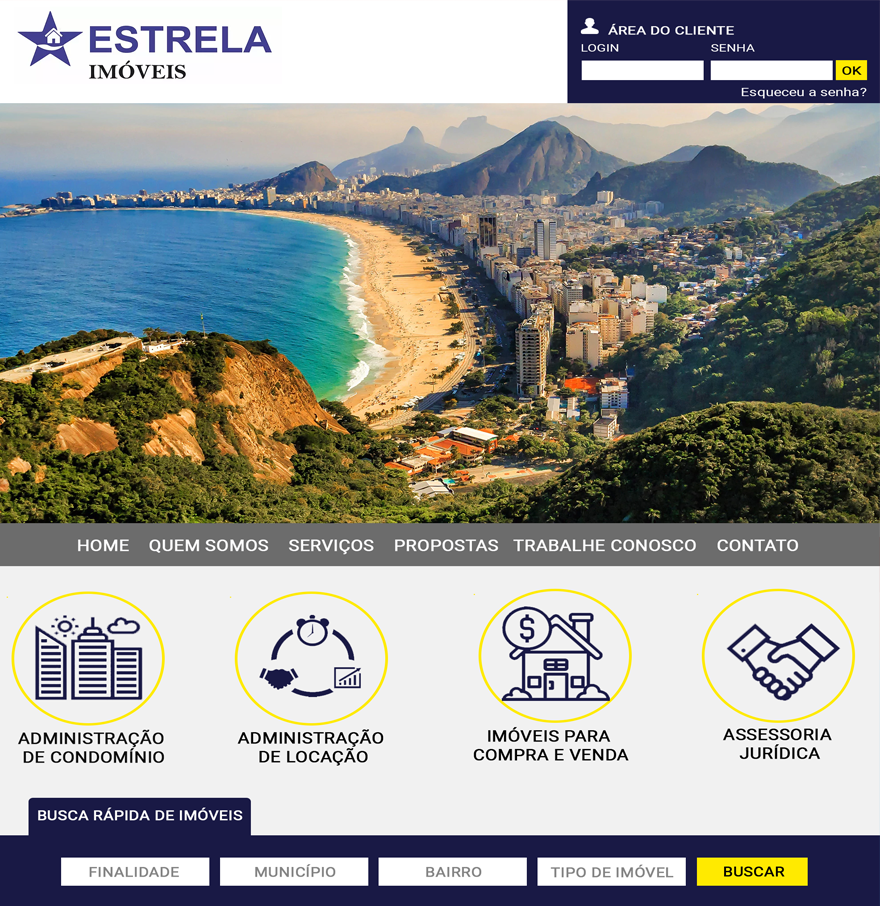 ESTRELA
IMÓVEIS
ÁREA DO CLIENTE
LOGIN SENHA
OK
Esqueceu a senha?
HOME QUEM SOMOS SERVIÇOS PROPOSTAS TRABALHE CONOSCO CONTATO
$
ADMINISTRAÇÃO
DE CONDOMÍNIO
ADMINISTRAÇÃO
DE LOCAÇÃO
IMÓVEIS PARA
COMPRA E VENDA
ASSESSORIA
JURÍDICA
BUSCA RÁPIDA DE IMÓVEIS
FINALIDADE MUNICÍPIO BAIRRO TIPO DE IMÓVEL BUSCAR